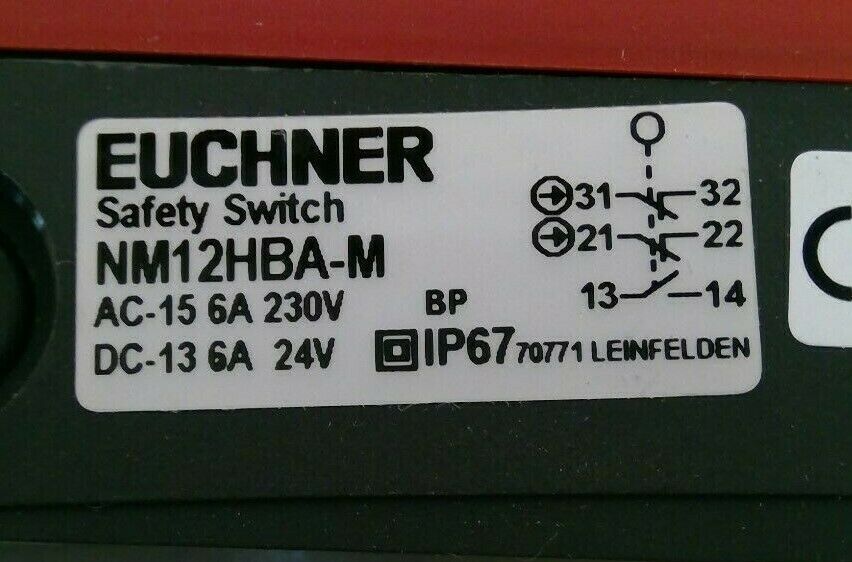 EUCHNER
Safety Switch
NM12HBA-M
AC-15 6A 230V BP
DC-13 6A 24V IP67 70771 LEINFELDEN
31 32
21 22
13 14